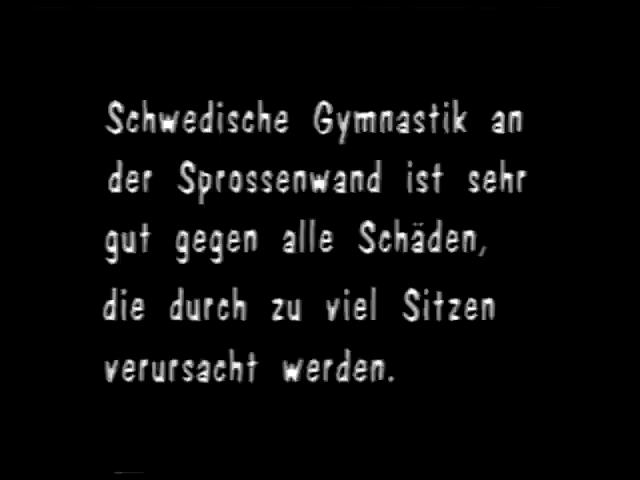 Schwedische Gymnastik an
der Sprossenwand ist sehr
gut gegen alle Schäden,
die durch zu viel Sitzen
verursacht werden.